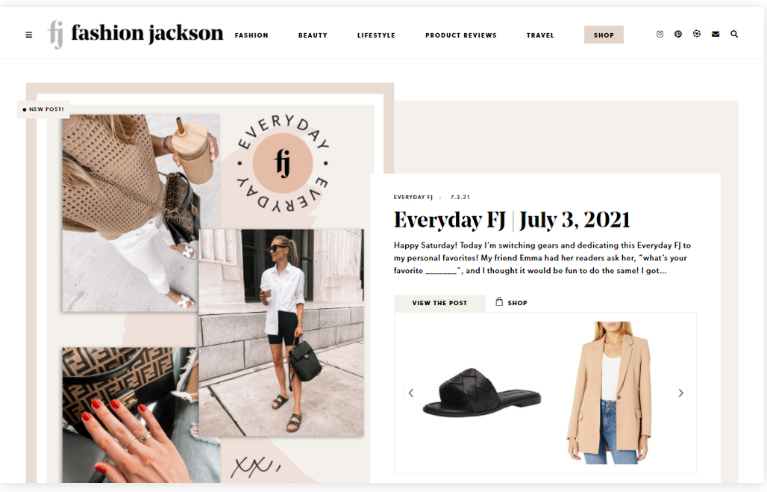 fj fashion jackson
FASHION BEAUTY LIFESTYLE PRODUCT REVIEWS TRAVEL SHOP
NEW POST!
EVERYDAY
fj
EVERYDAY
EVERYDAY FJ 7.3.21
Everyday FJ | July 3, 2021
Happy Saturday! Today I'm switching gears and dedicating this Everyday FJ to
my personal favorites! My friend Emma had her readers ask her, "what's your
favorite _______", and I thought it would be fun to do the same! I got...
VIEW THE POST SHOP
xx,